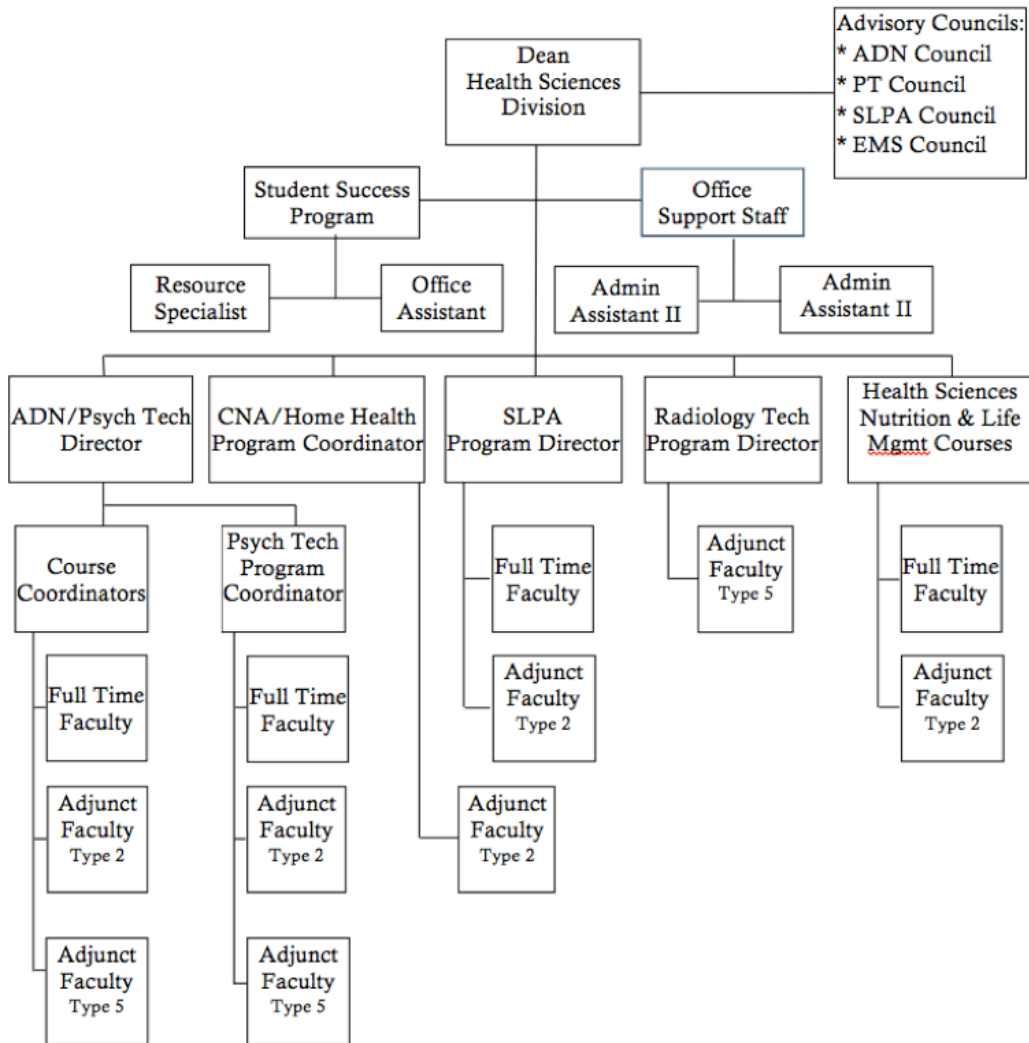 Dean
Health Sciences
Division
Advisory Councils:
* ADN Council
* PT Council
* SLPA Council
* EMS Council
Student Success
Program
Office
Support Staff
Resource
Specialist
Office
Assistant
Admin
Assistant II
Admin
Assistant II
ADN/Psych Tech
Director
CNA/Home Health
Program Coordinator
SLPA
Program Director
Radiology Tech
Program Director
Health Sciences
Nutrition & Life
Mgmt Courses
Course
Coordinators
Psych Tech
Program
Coordinator
Full Time
Faculty
Adjunct
Faculty
Type 5
Full Time
Faculty
Full Time
Faculty
Full Time
Faculty
Adjunct
Faculty
Type 2
Adjunct
Faculty
Type 2
Adjunct
Faculty
Type 2
Adjunct
Faculty
Type 2
Adjunct
Faculty
Type 2
Adjunct
Faculty
Type 5
Adjunct
Faculty
Type 5